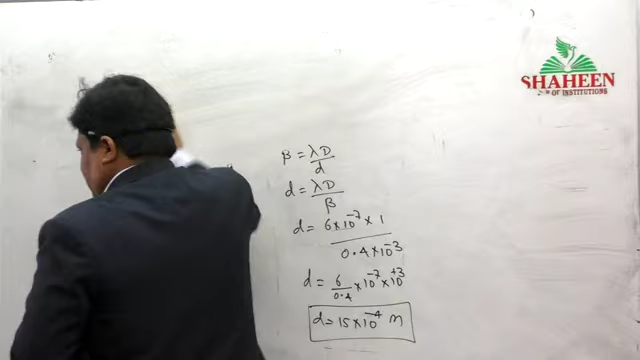 SHAHEEN
OF INSTITUTIONS
β = λD / d
d = λD / β
d = 6×10⁻⁷ × 1 / 0.4×10⁻³
d = 6 / 0.4 ×10⁻⁷ ×10⁺³
d = 15×10⁻⁴ m